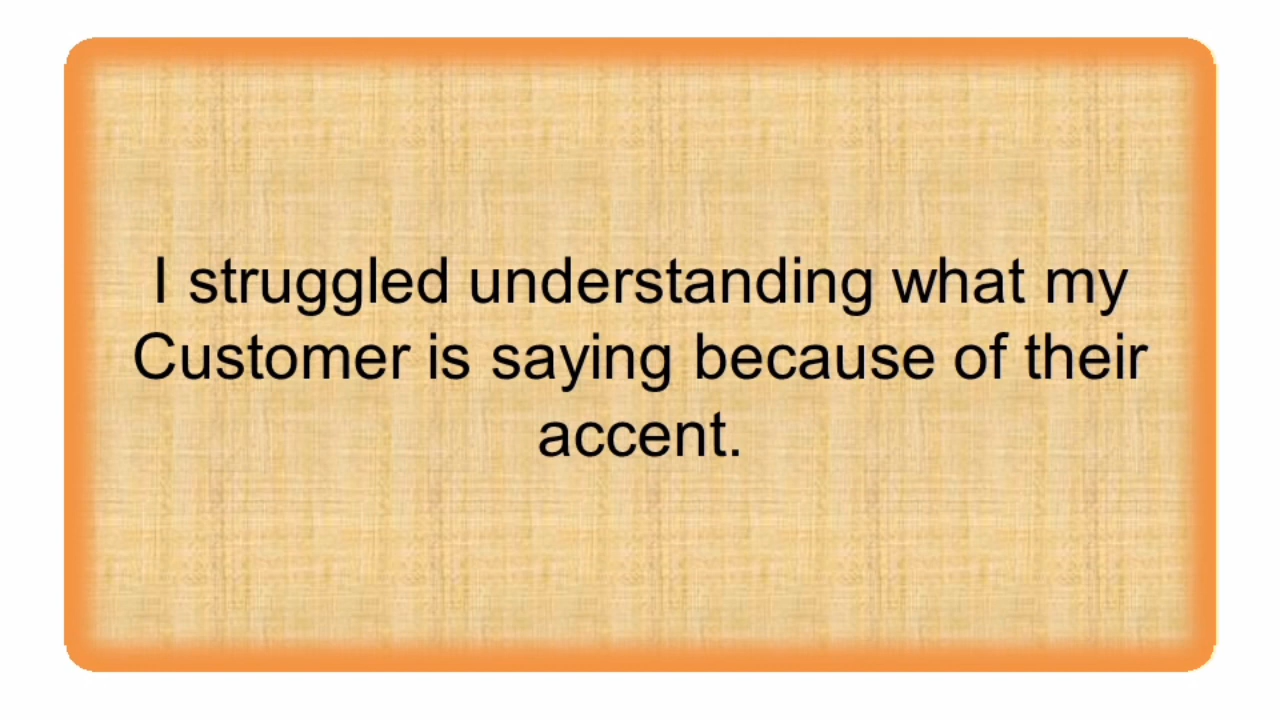 I struggled understanding what my
Customer is saying because of their
accent.